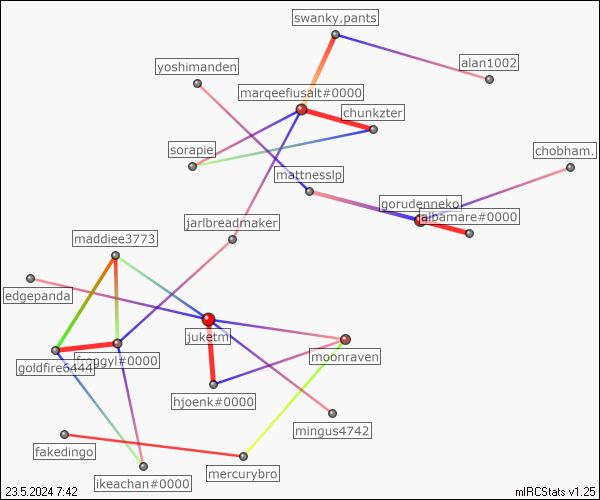 swanky.pants
alan1002
yoshimanden
marqeefiusalt#0000
chunkzter
sorapie
chobham.
mattnesslp
gorudenneko
albamare#0000
jarlbreadmaker
maddiee3773
edgepanda
juketm
moonraven
froggyl#0000
goldfire6444
hjoenk#0000
mingus4742
fakedingo
mercurybro
ikeachan#0000
23.5.2024 7:42
mIRCStats v1.25